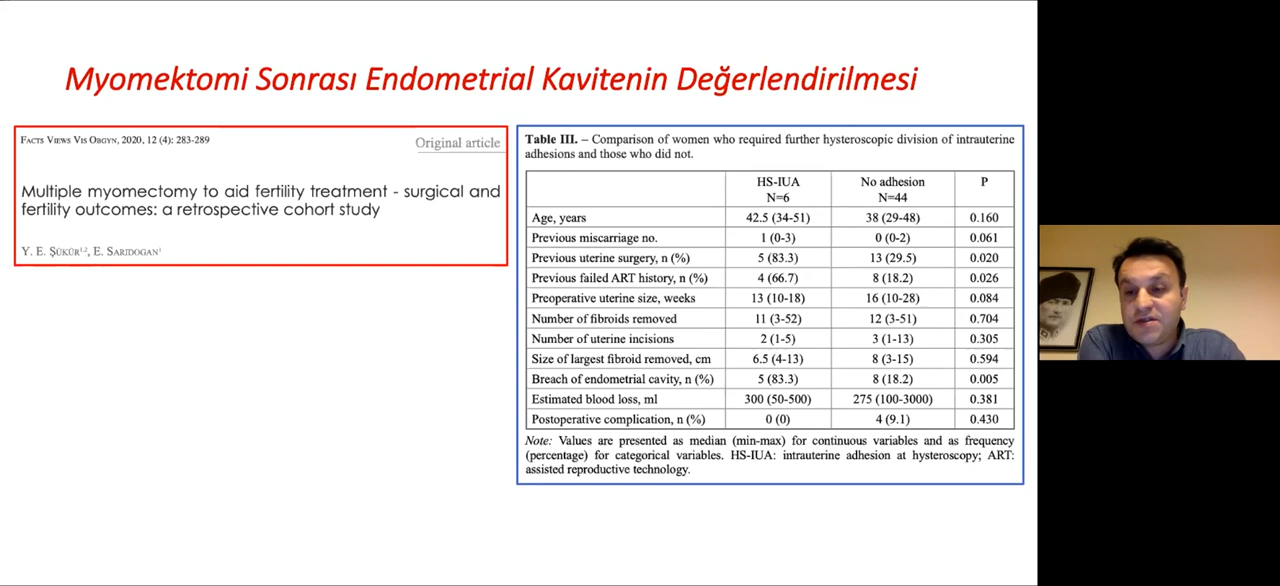 Myomektomi Sonrası Endometrial Kavitenin Değerlendirilmesi
FACTS VIEWS VIS OBGYN, 2020, 12 (4): 283-289
Original article
Multiple myomectomy to aid fertility treatment - surgical and
fertility outcomes: a retrospective cohort study
Y. E. ŞÜKÜR1,2, E. SARIDOGAN1
Table III. – Comparison of women who required further hysteroscopic division of intrauterine
adhesions and those who did not.
HS-IUA No adhesion P
N=6 N=44
Age, years 42.5 (34-51) 38 (29-48) 0.160
Previous miscarriage no. 1 (0-3) 0 (0-2) 0.061
Previous uterine surgery, n (%) 5 (83.3) 13 (29.5) 0.020
Previous failed ART history, n (%) 4 (66.7) 8 (18.2) 0.026
Preoperative uterine size, weeks 13 (10-18) 16 (10-28) 0.084
Number of fibroids removed 11 (3-52) 12 (3-51) 0.704
Number of uterine incisions 2 (1-5) 3 (1-13) 0.305
Size of largest fibroid removed, cm 6.5 (4-13) 8 (3-15) 0.594
Breach of endometrial cavity, n (%) 5 (83.3) 8 (18.2) 0.005
Estimated blood loss, ml 300 (50-500) 275 (100-3000) 0.381
Postoperative complication, n (%) 0 (0) 4 (9.1) 0.430
Note: Values are presented as median (min-max) for continuous variables and as frequency
(percentage) for categorical variables. HS-IUA: intrauterine adhesion at hysteroscopy; ART:
assisted reproductive technology.